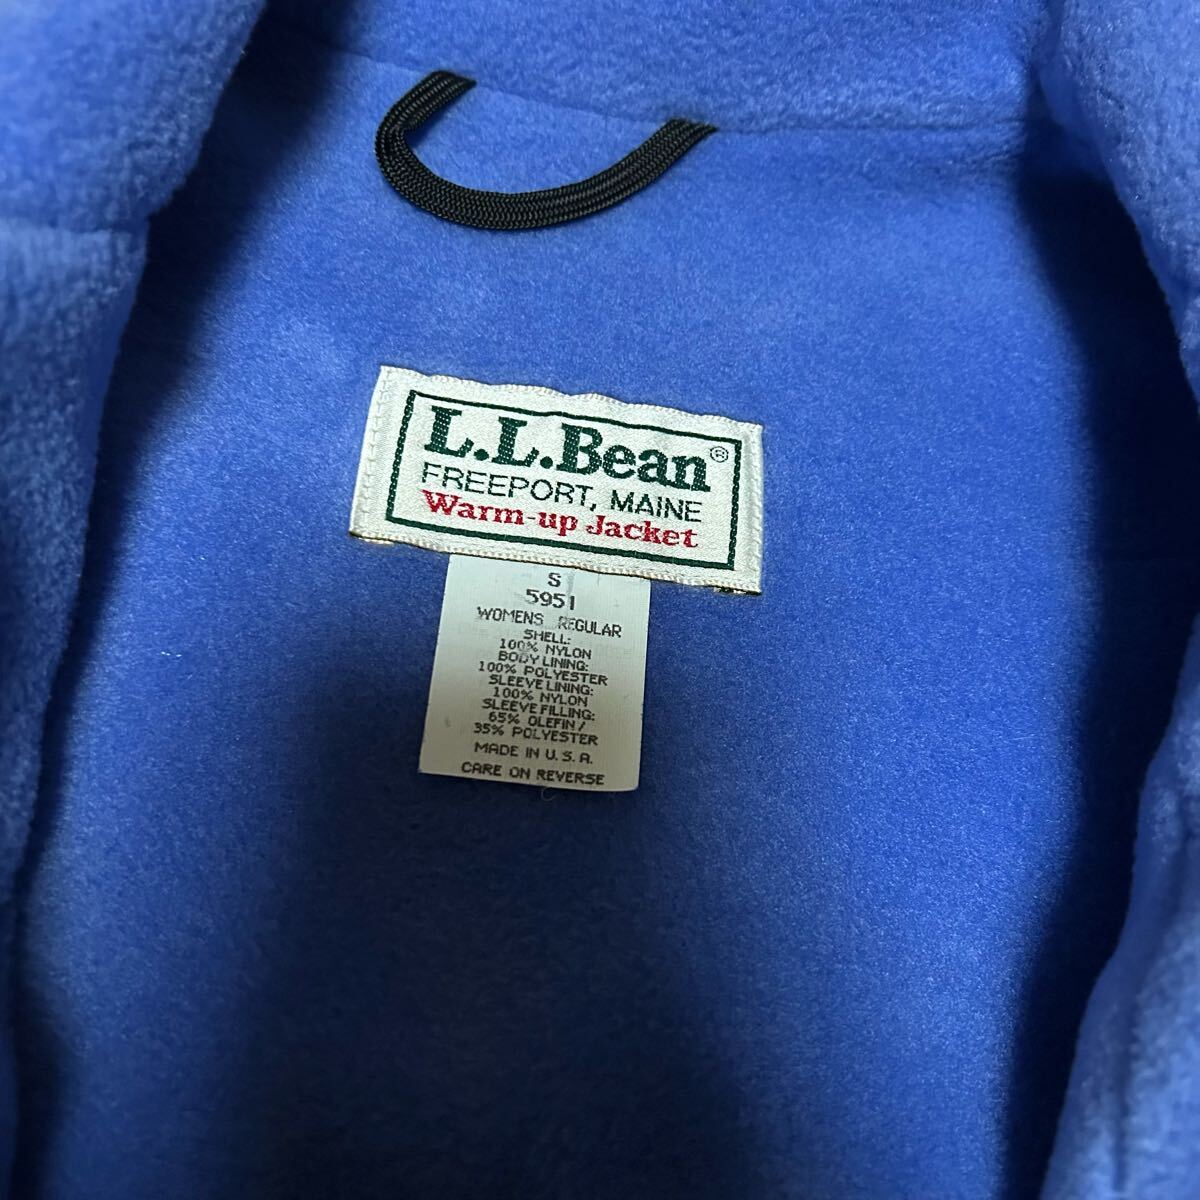 L.L.Bean®
FREEPORT, MAINE
Warm-up Jacket
S
5951
WOMENS REGULAR
SHELL:
100% NYLON
BODY LINING:
100% POLYESTER
SLEEVE LINING:
100% NYLON
SLEEVE FILLING:
65% OLEFIN/
35% POLYESTER
MADE IN U.S.A.
CARE ON REVERSE